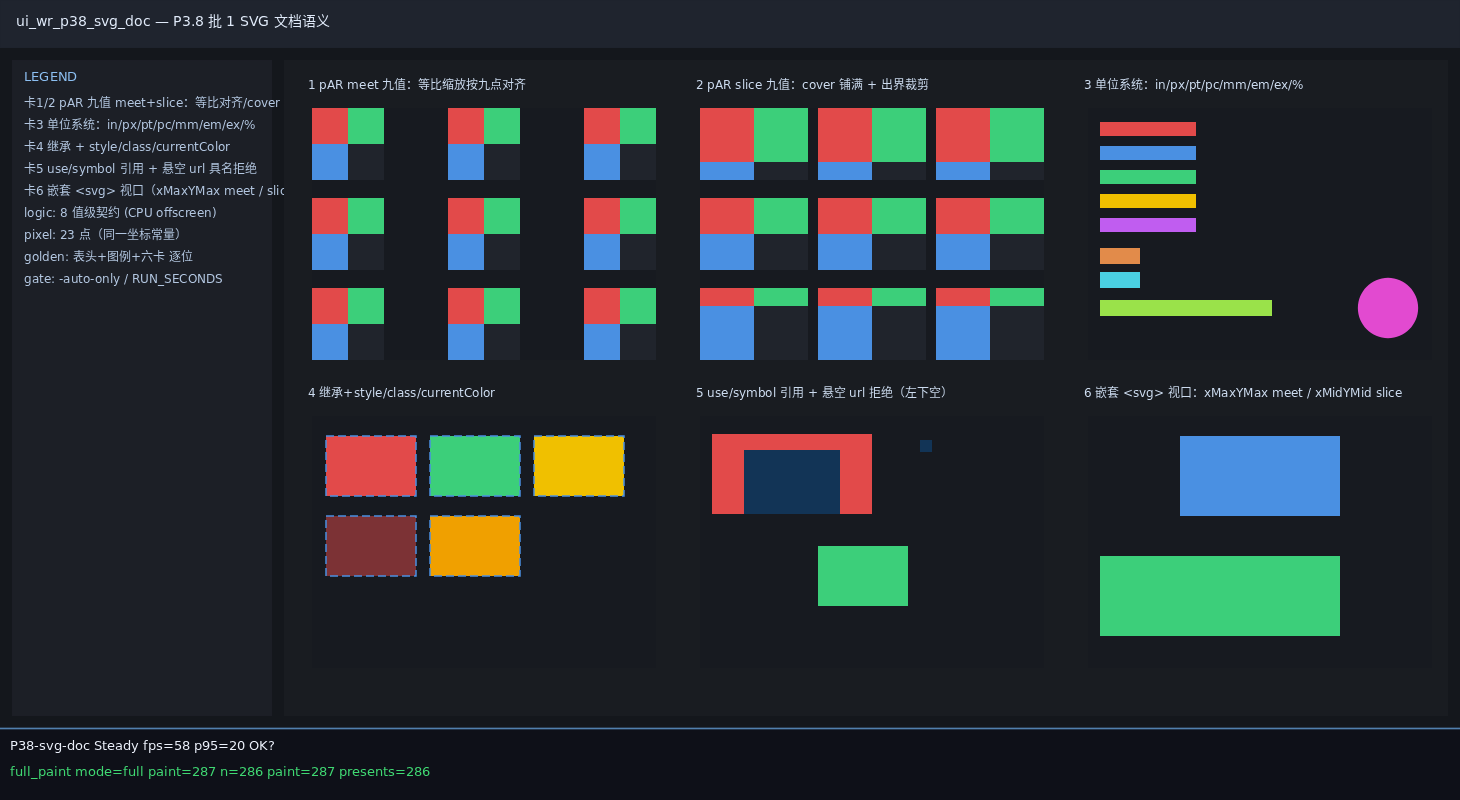 ui_wr_p38_svg_doc — P3.8 批 1 SVG 文档语义
LEGEND
卡1/2 pAR 九值 meet+slice：等比对齐/cover
卡3 单位系统：in/px/pt/pc/mm/em/ex/%
卡4 继承 + style/class/currentColor
卡5 use/symbol 引用 + 悬空 url 具名拒绝
卡6 嵌套 <svg> 视口（xMaxYMax meet / slic
logic: 8 值级契约 (CPU offscreen)
pixel: 23 点（同一坐标常量）
golden: 表头+图例+六卡 逐位
gate: -auto-only / RUN_SECONDS
1 pAR meet 九值：等比缩放按九点对齐
2 pAR slice 九值：cover 铺满 + 出界裁剪
3 单位系统：in/px/pt/pc/mm/em/ex/%
4 继承+style/class/currentColor
5 use/symbol 引用 + 悬空 url 拒绝（左下空）
6 嵌套 <svg> 视口：xMaxYMax meet / xMidYMid slice
P38-svg-doc Steady fps=58 p95=20 OK?
full_paint mode=full paint=287 n=286 paint=287 presents=286